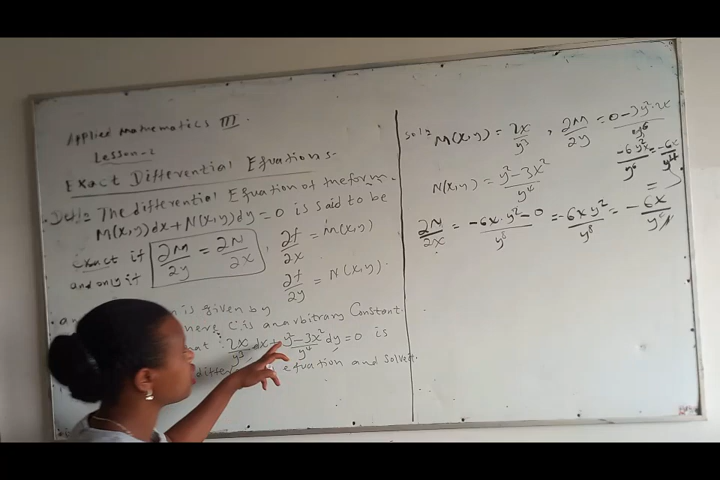 Applied Mathematics III
Lesson-2
Exact Differential Equations.
Def:- The differential Equation of the form.
M(x,y)dx+N(x,y)dy=0 is said to be
exact if and only if ∂M/∂y = ∂N/∂x , ∂f/∂x = M(x,y)
∂f/∂y = N(x,y).
is given by
C is an arbitrary Constant.
2x/y³ dx + y²-3x²/y⁴ dy=0 is
equation and solve it.
M(x,y) = 2x/y³ , ∂M/∂y = 0-3y²·2x/y⁶
-6y²x/y⁶ = -6x/y⁴
N(x,y) = y²-3x²/y⁴
∂N/∂x = -6x·y²-0/y⁸ = -6xy²/y⁸ = -6x/y⁶